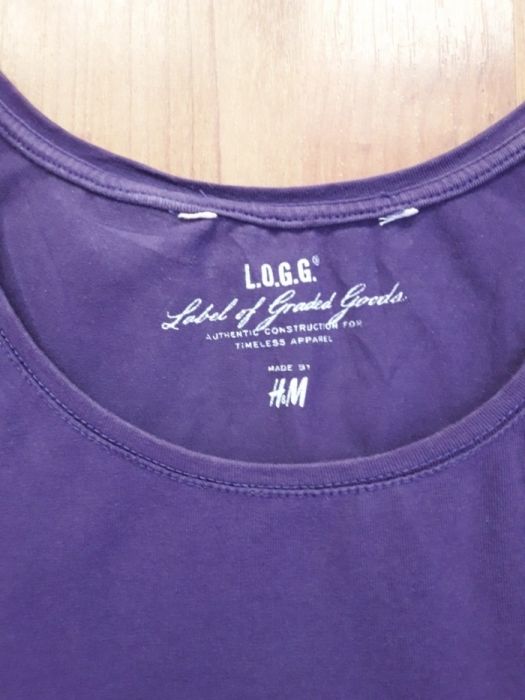 L.O.G.G.®
Label of Graded Goods.
AUTHENTIC CONSTRUCTION FOR
TIMELESS APPAREL
MADE BY
H&M